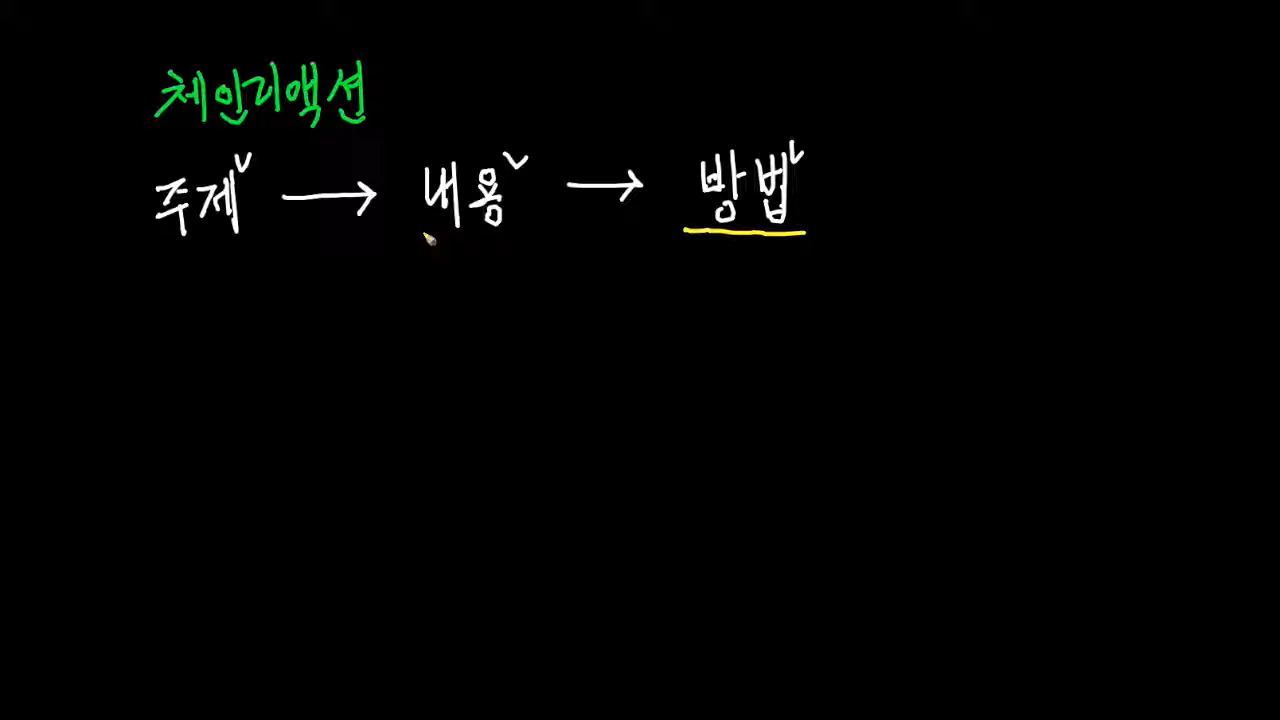 체인리액션
주제 → 내용 → 방법